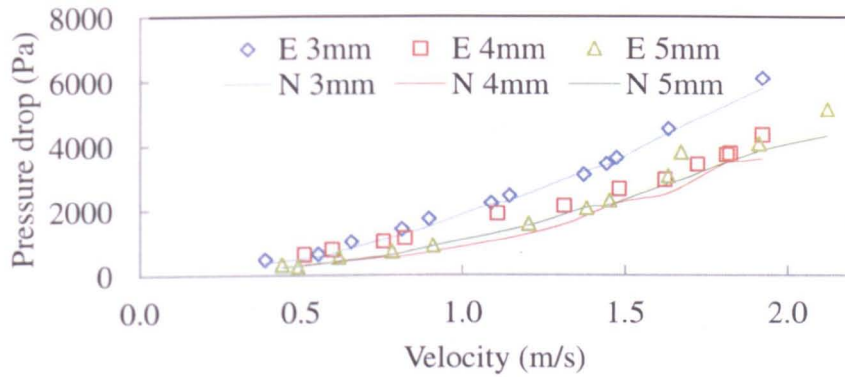 8000
6000
4000
2000
0
Pressure drop (Pa)
E 3mm E 4mm E 5mm
N 3mm N 4mm N 5mm
0.0 0.5 1.0 1.5 2.0
Velocity (m/s)